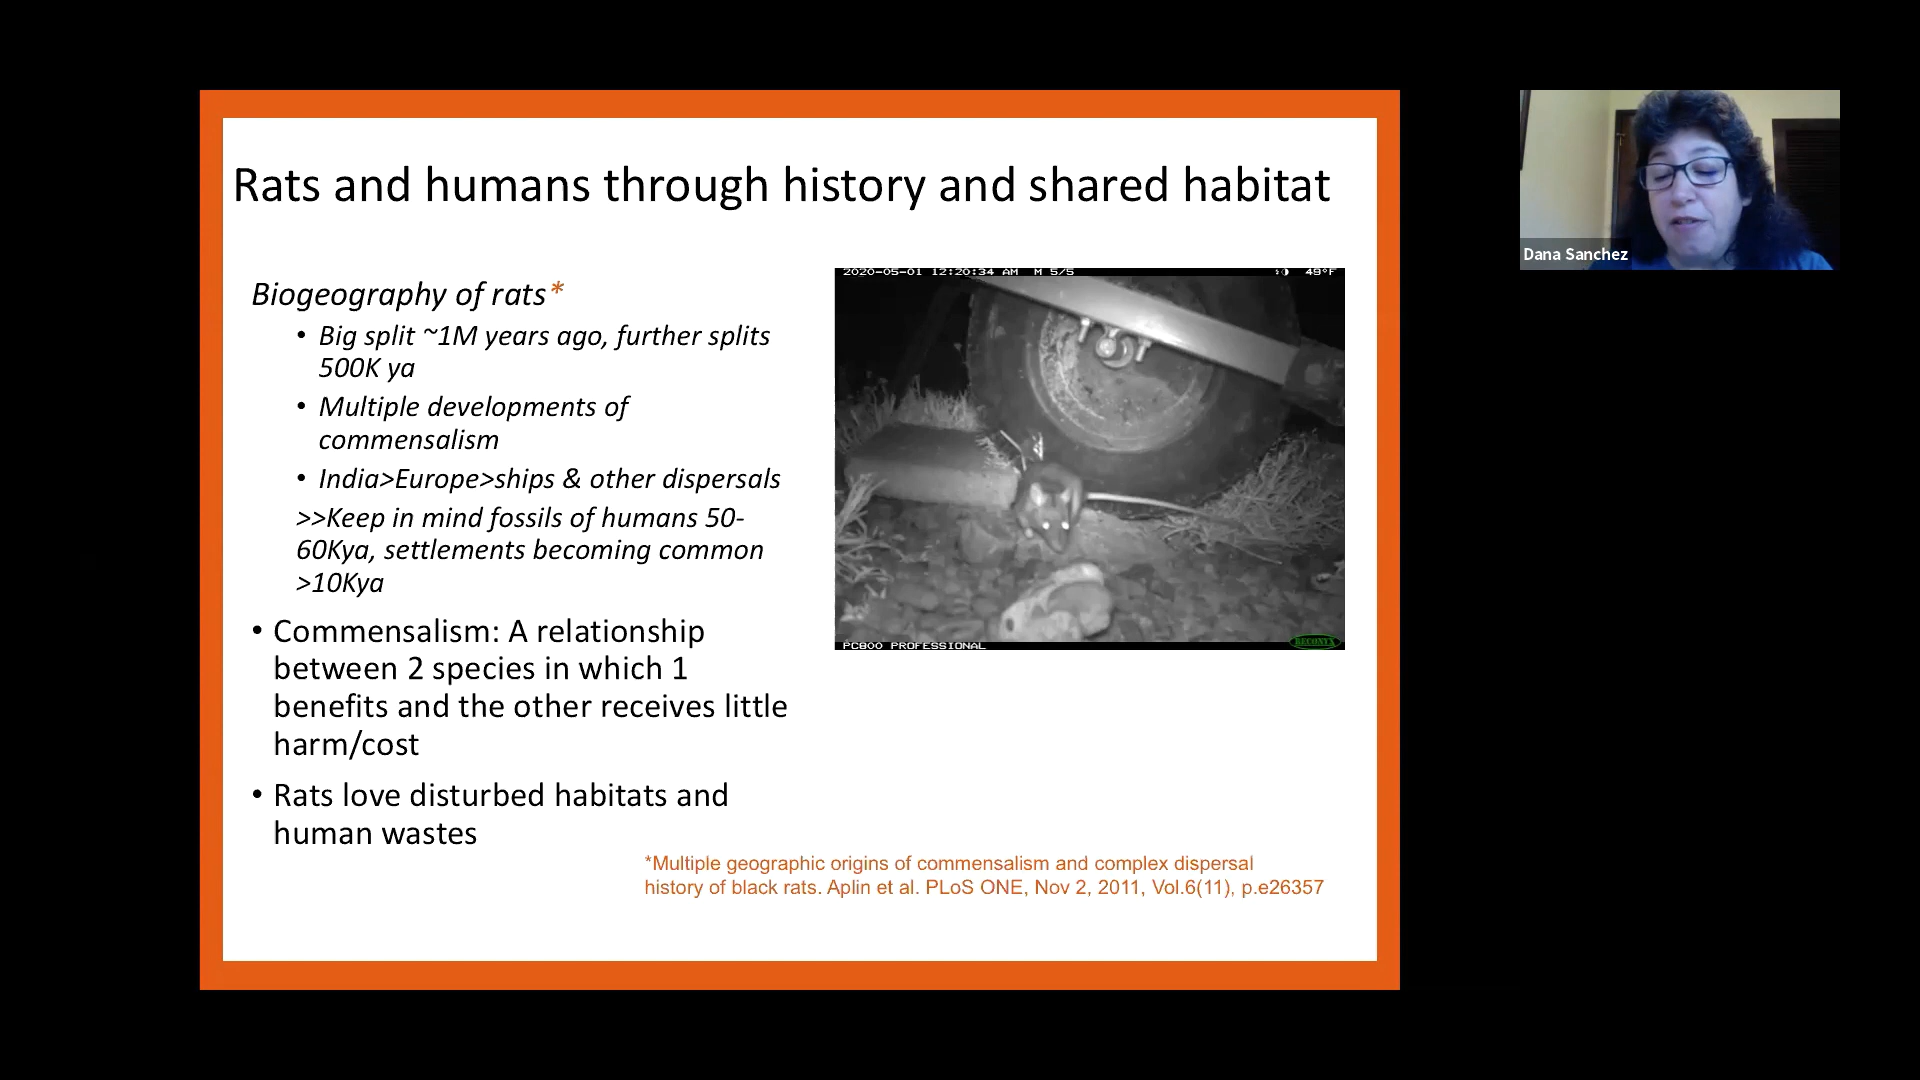 Rats and humans through history and shared habitat
Biogeography of rats*
• Big split ~1M years ago, further splits
500K ya
• Multiple developments of
commensalism
• India>Europe>ships & other dispersals
>>Keep in mind fossils of humans 50-
60Kya, settlements becoming common
>10Kya
• Commensalism: A relationship
between 2 species in which 1
benefits and the other receives little
harm/cost
• Rats love disturbed habitats and
human wastes
2020-05-01 12:20:34 AM M 5/5 49°F
PC800 PROFESSIONAL
RECONYX
*Multiple geographic origins of commensalism and complex dispersal
history of black rats. Aplin et al. PLoS ONE, Nov 2, 2011, Vol.6(11), p.e26357
Dana Sanchez